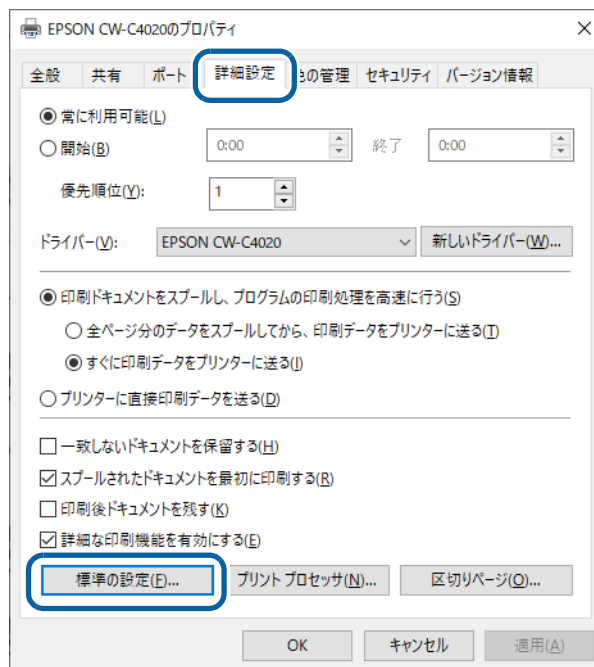 EPSON CW-C4020のプロパティ
全般 共有 ポート 詳細設定 色の管理 セキュリティ バージョン情報
常に利用可能(L)
開始(B) 0:00 終了 0:00
優先順位(Y): 1
ドライバー(V): EPSON CW-C4020 新しいドライバー(W)...
印刷ドキュメントをスプールし、プログラムの印刷処理を高速に行う(S)
全ページ分のデータをスプールしてから、印刷データをプリンターに送る(T)
すぐに印刷データをプリンターに送る(I)
プリンターに直接印刷データを送る(D)
一致しないドキュメントを保留する(H)
スプールされたドキュメントを最初に印刷する(R)
印刷後ドキュメントを残す(K)
詳細な印刷機能を有効にする(E)
標準の設定(F)... プリント プロセッサ(N)... 区切りページ(O)...
OK キャンセル 適用(A)